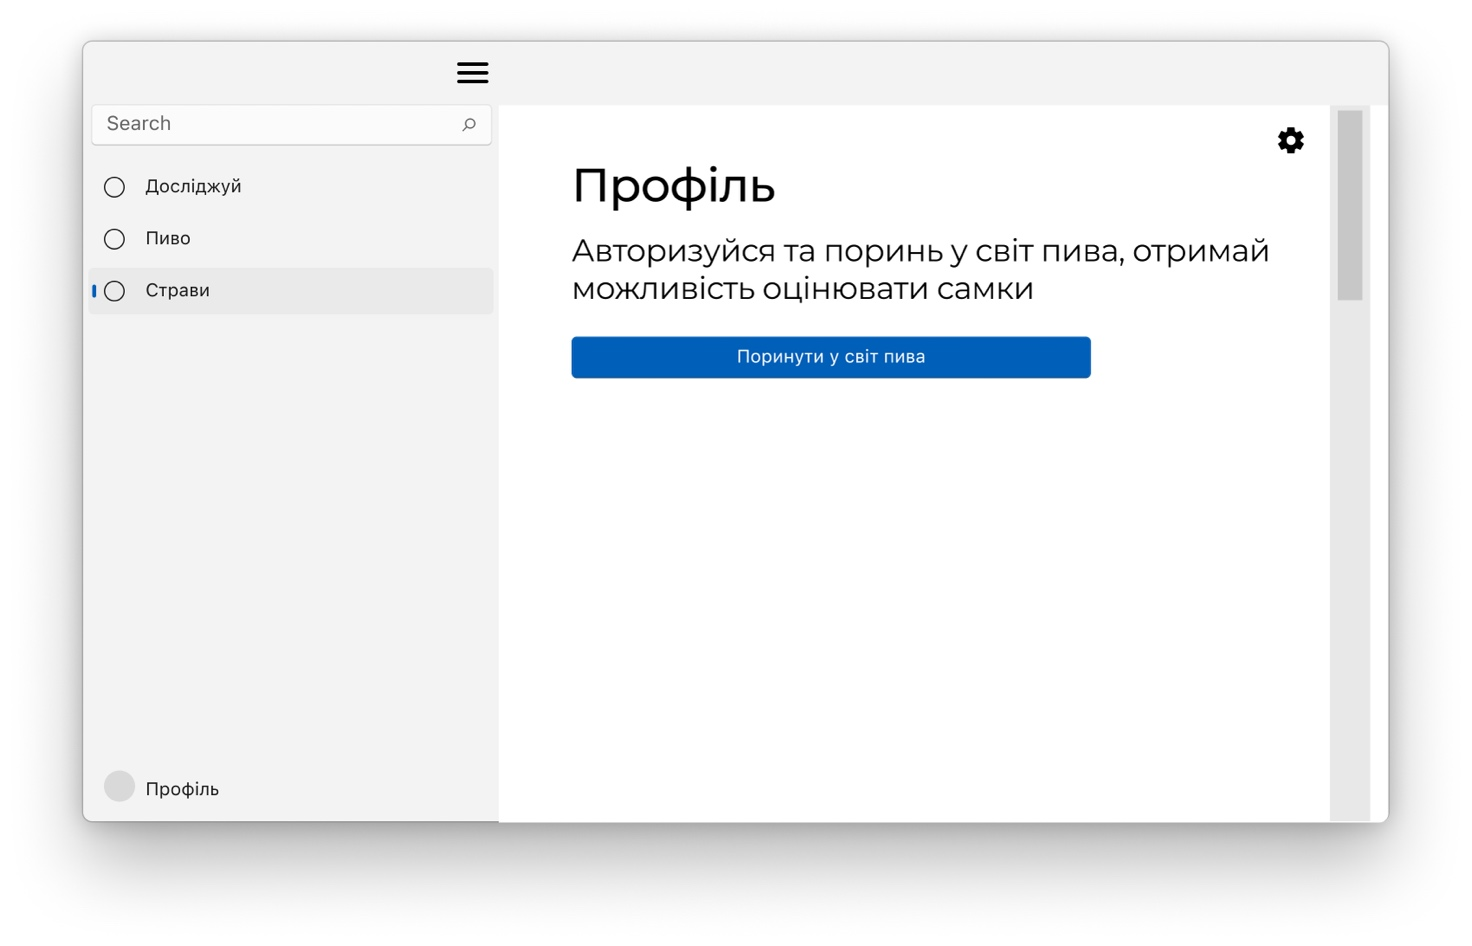 Search
Досліджуй
Пиво
Страви
Профіль
Профіль
Авторизуйся та поринь у світ пива, отримай
можливість оцінювати самки
Поринути у світ пива